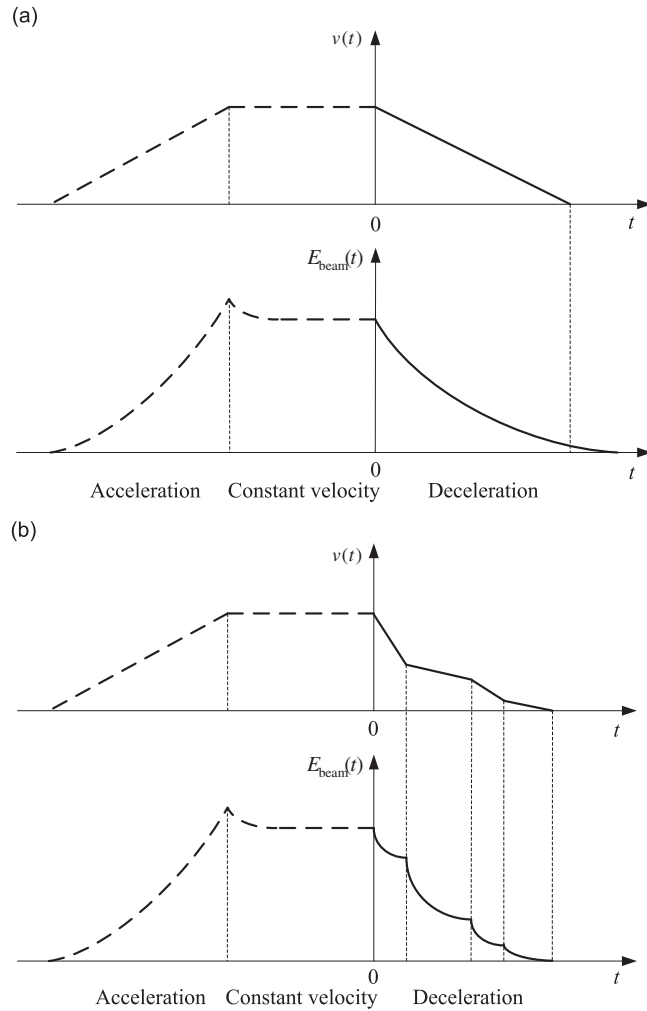 (a)
v(t)
0
t
E_beam(t)
0
t
Acceleration Constant velocity Deceleration
(b)
v(t)
0
t
E_beam(t)
0
t
Acceleration Constant velocity Deceleration